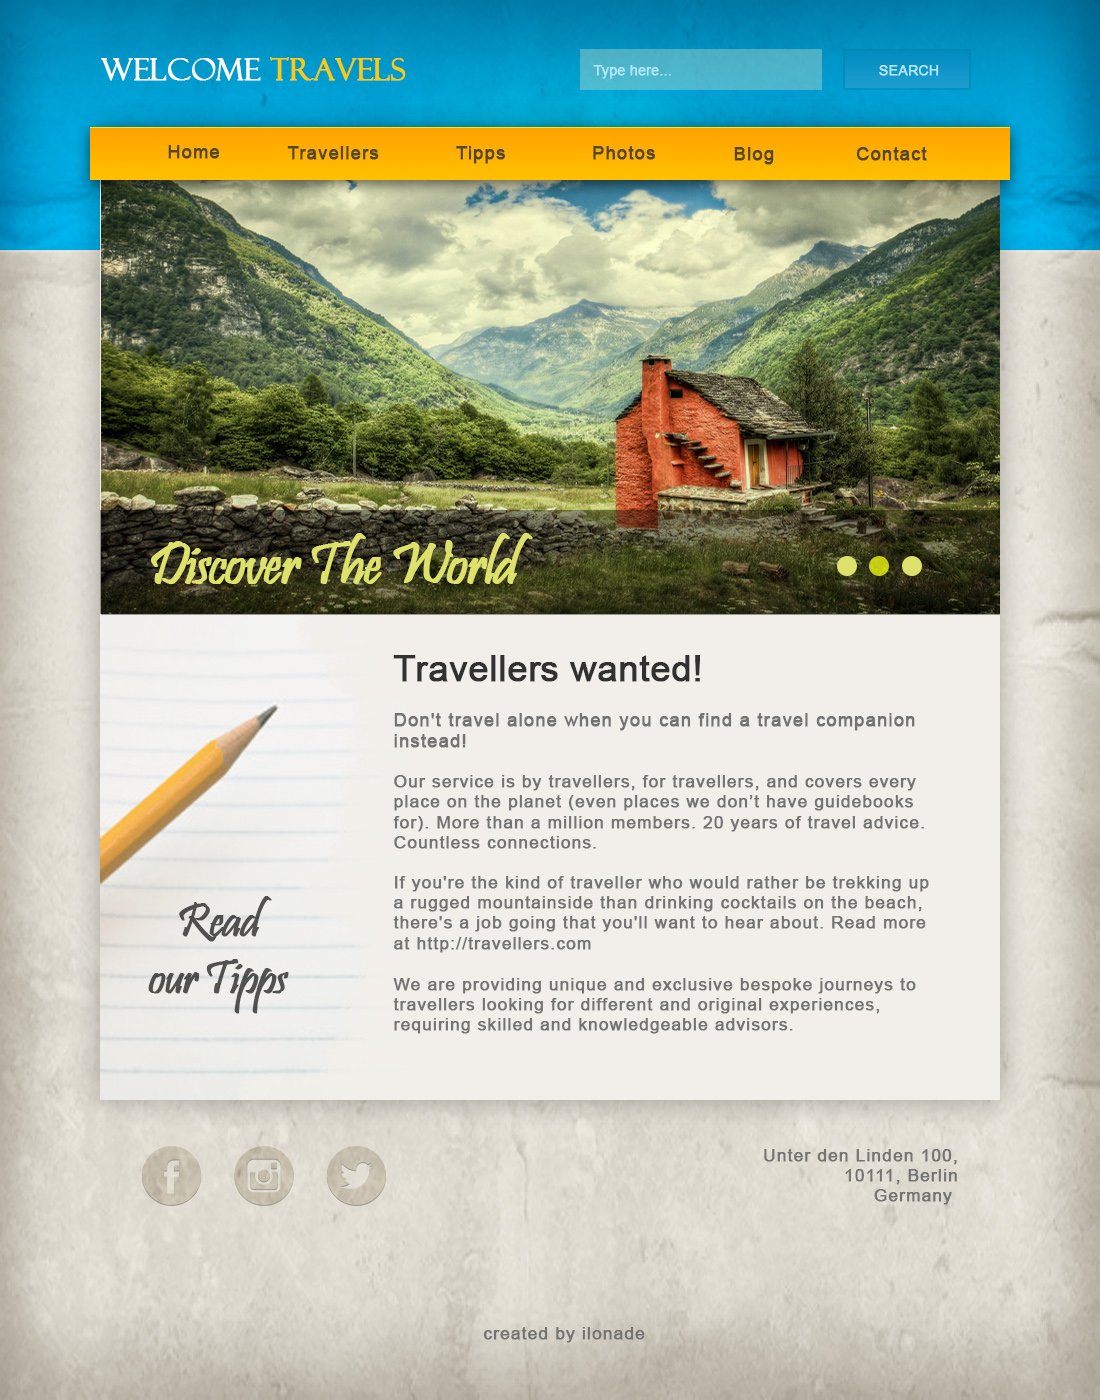 WELCOME TRAVELS
Type here...
SEARCH
Home Travellers Tipps Photos Blog Contact
Discover The World
Travellers wanted!
Don't travel alone when you can find a travel companion
instead!
Our service is by travellers, for travellers, and covers every
place on the planet (even places we don’t have guidebooks
for). More than a million members. 20 years of travel advice.
Countless connections.
If you're the kind of traveller who would rather be trekking up
a rugged mountainside than drinking cocktails on the beach,
there's a job going that you'll want to hear about. Read more
at http://travellers.com
We are providing unique and exclusive bespoke journeys to
travellers looking for different and original experiences,
requiring skilled and knowledgeable advisors.
Read
our Tipps
Unter den Linden 100,
10111, Berlin
Germany
created by ilonade